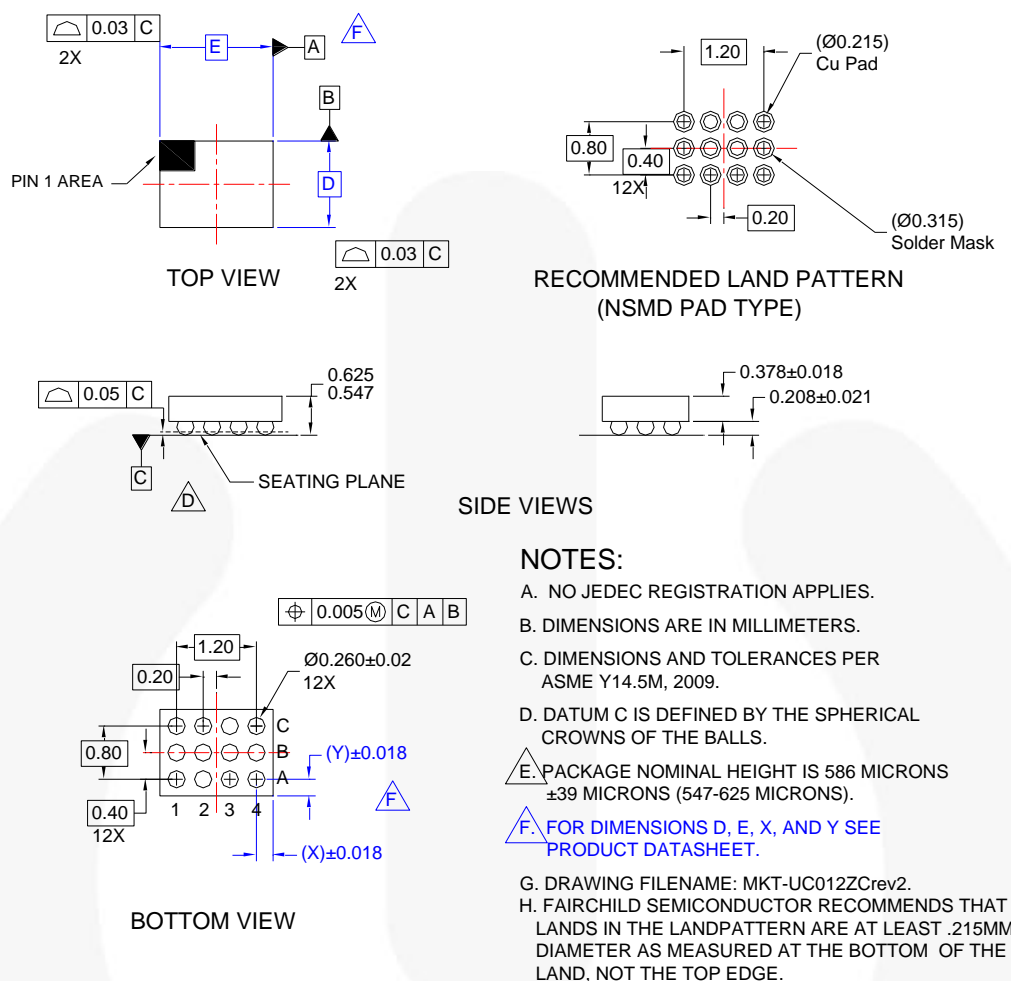 0.03 C
2X
E
A
F
B
PIN 1 AREA
D
0.03 C
2X
TOP VIEW
1.20
(Ø0.215)
Cu Pad
0.80
0.40
12X
0.20
(Ø0.315)
Solder Mask
RECOMMENDED LAND PATTERN
(NSMD PAD TYPE)
0.05 C
0.625
0.547
C
D
SEATING PLANE
0.378±0.018
0.208±0.021
SIDE VIEWS
0.005 Ⓜ C A B
1.20
0.20
Ø0.260±0.02
12X
0.80
C
B
A
(Y)±0.018
F
0.40
12X
1 2 3 4
(X)±0.018
BOTTOM VIEW
NOTES:
A. NO JEDEC REGISTRATION APPLIES.
B. DIMENSIONS ARE IN MILLIMETERS.
C. DIMENSIONS AND TOLERANCES PER
ASME Y14.5M, 2009.
D. DATUM C IS DEFINED BY THE SPHERICAL
CROWNS OF THE BALLS.
E. PACKAGE NOMINAL HEIGHT IS 586 MICRONS
±39 MICRONS (547-625 MICRONS).
F. FOR DIMENSIONS D, E, X, AND Y SEE
PRODUCT DATASHEET.
G. DRAWING FILENAME: MKT-UC012ZCrev2.
H. FAIRCHILD SEMICONDUCTOR RECOMMENDS THAT
LANDS IN THE LANDPATTERN ARE AT LEAST .215MM
DIAMETER AS MEASURED AT THE BOTTOM OF THE
LAND, NOT THE TOP EDGE.